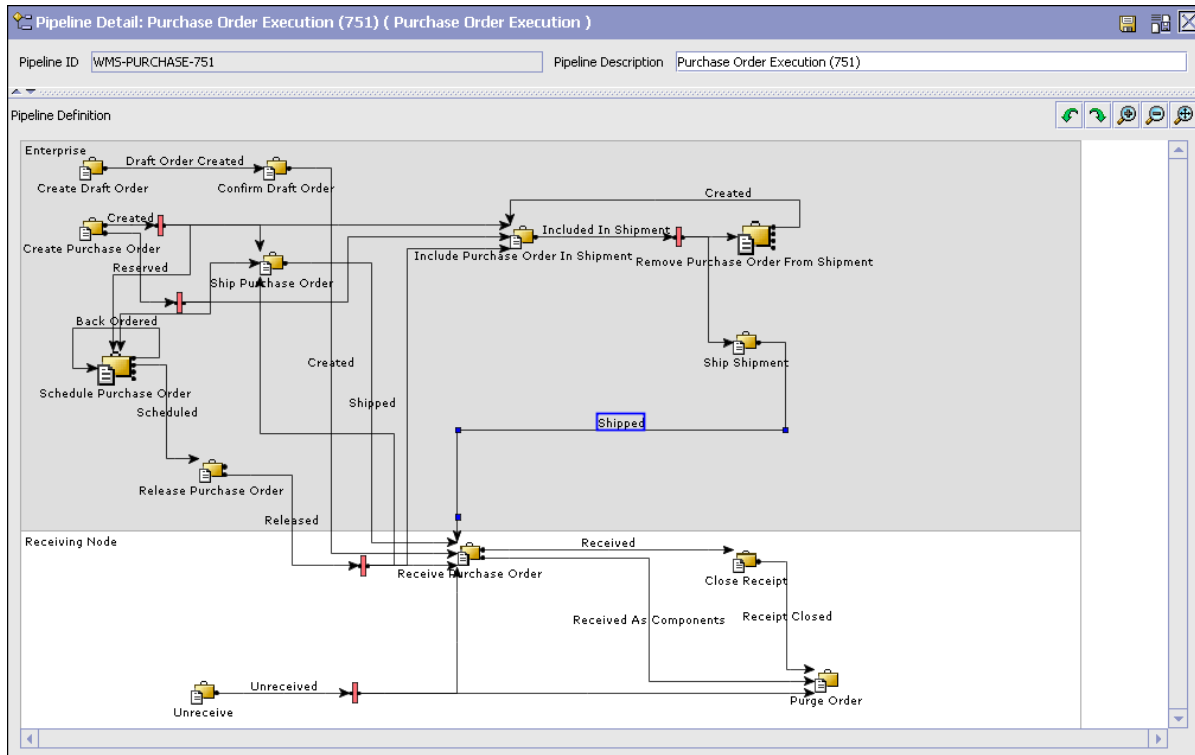 Pipeline Detail: Purchase Order Execution (751) ( Purchase Order Execution )
Pipeline ID WMS-PURCHASE-751 Pipeline Description Purchase Order Execution (751)
Pipeline Definition
Enterprise
Draft Order Created
Create Draft Order Confirm Draft Order
Created
Created
Included In Shipment
Create Purchase Order
Include Purchase Order In Shipment Remove Purchase Order From Shipment
Reserved
Ship Purchase Order
Back Ordered
Created
Ship Shipment
Schedule Purchase Order
Shipped
Scheduled
Shipped
Release Purchase Order
Released
Receiving Node
Received
Receive Purchase Order
Close Receipt
Received As Components
Receipt Closed
Unreceived
Unreceive
Purge Order